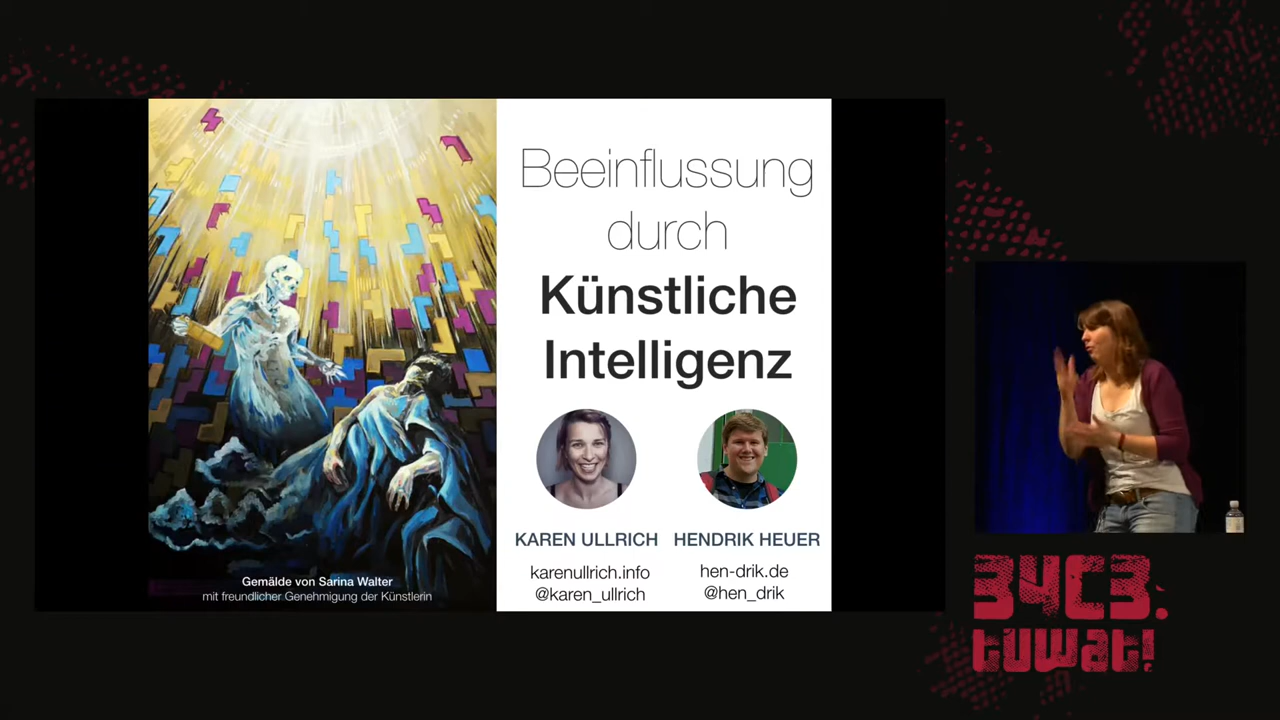 Beeinflussung
durch
Künstliche
Intelligenz
KAREN ULLRICH
karenullrich.info
@karen_ullrich
HENDRIK HEUER
hen-drik.de
@hen_drik
Gemälde von Sarina Walter
mit freundlicher Genehmigung der Künstlerin
34C3.
tuwat!